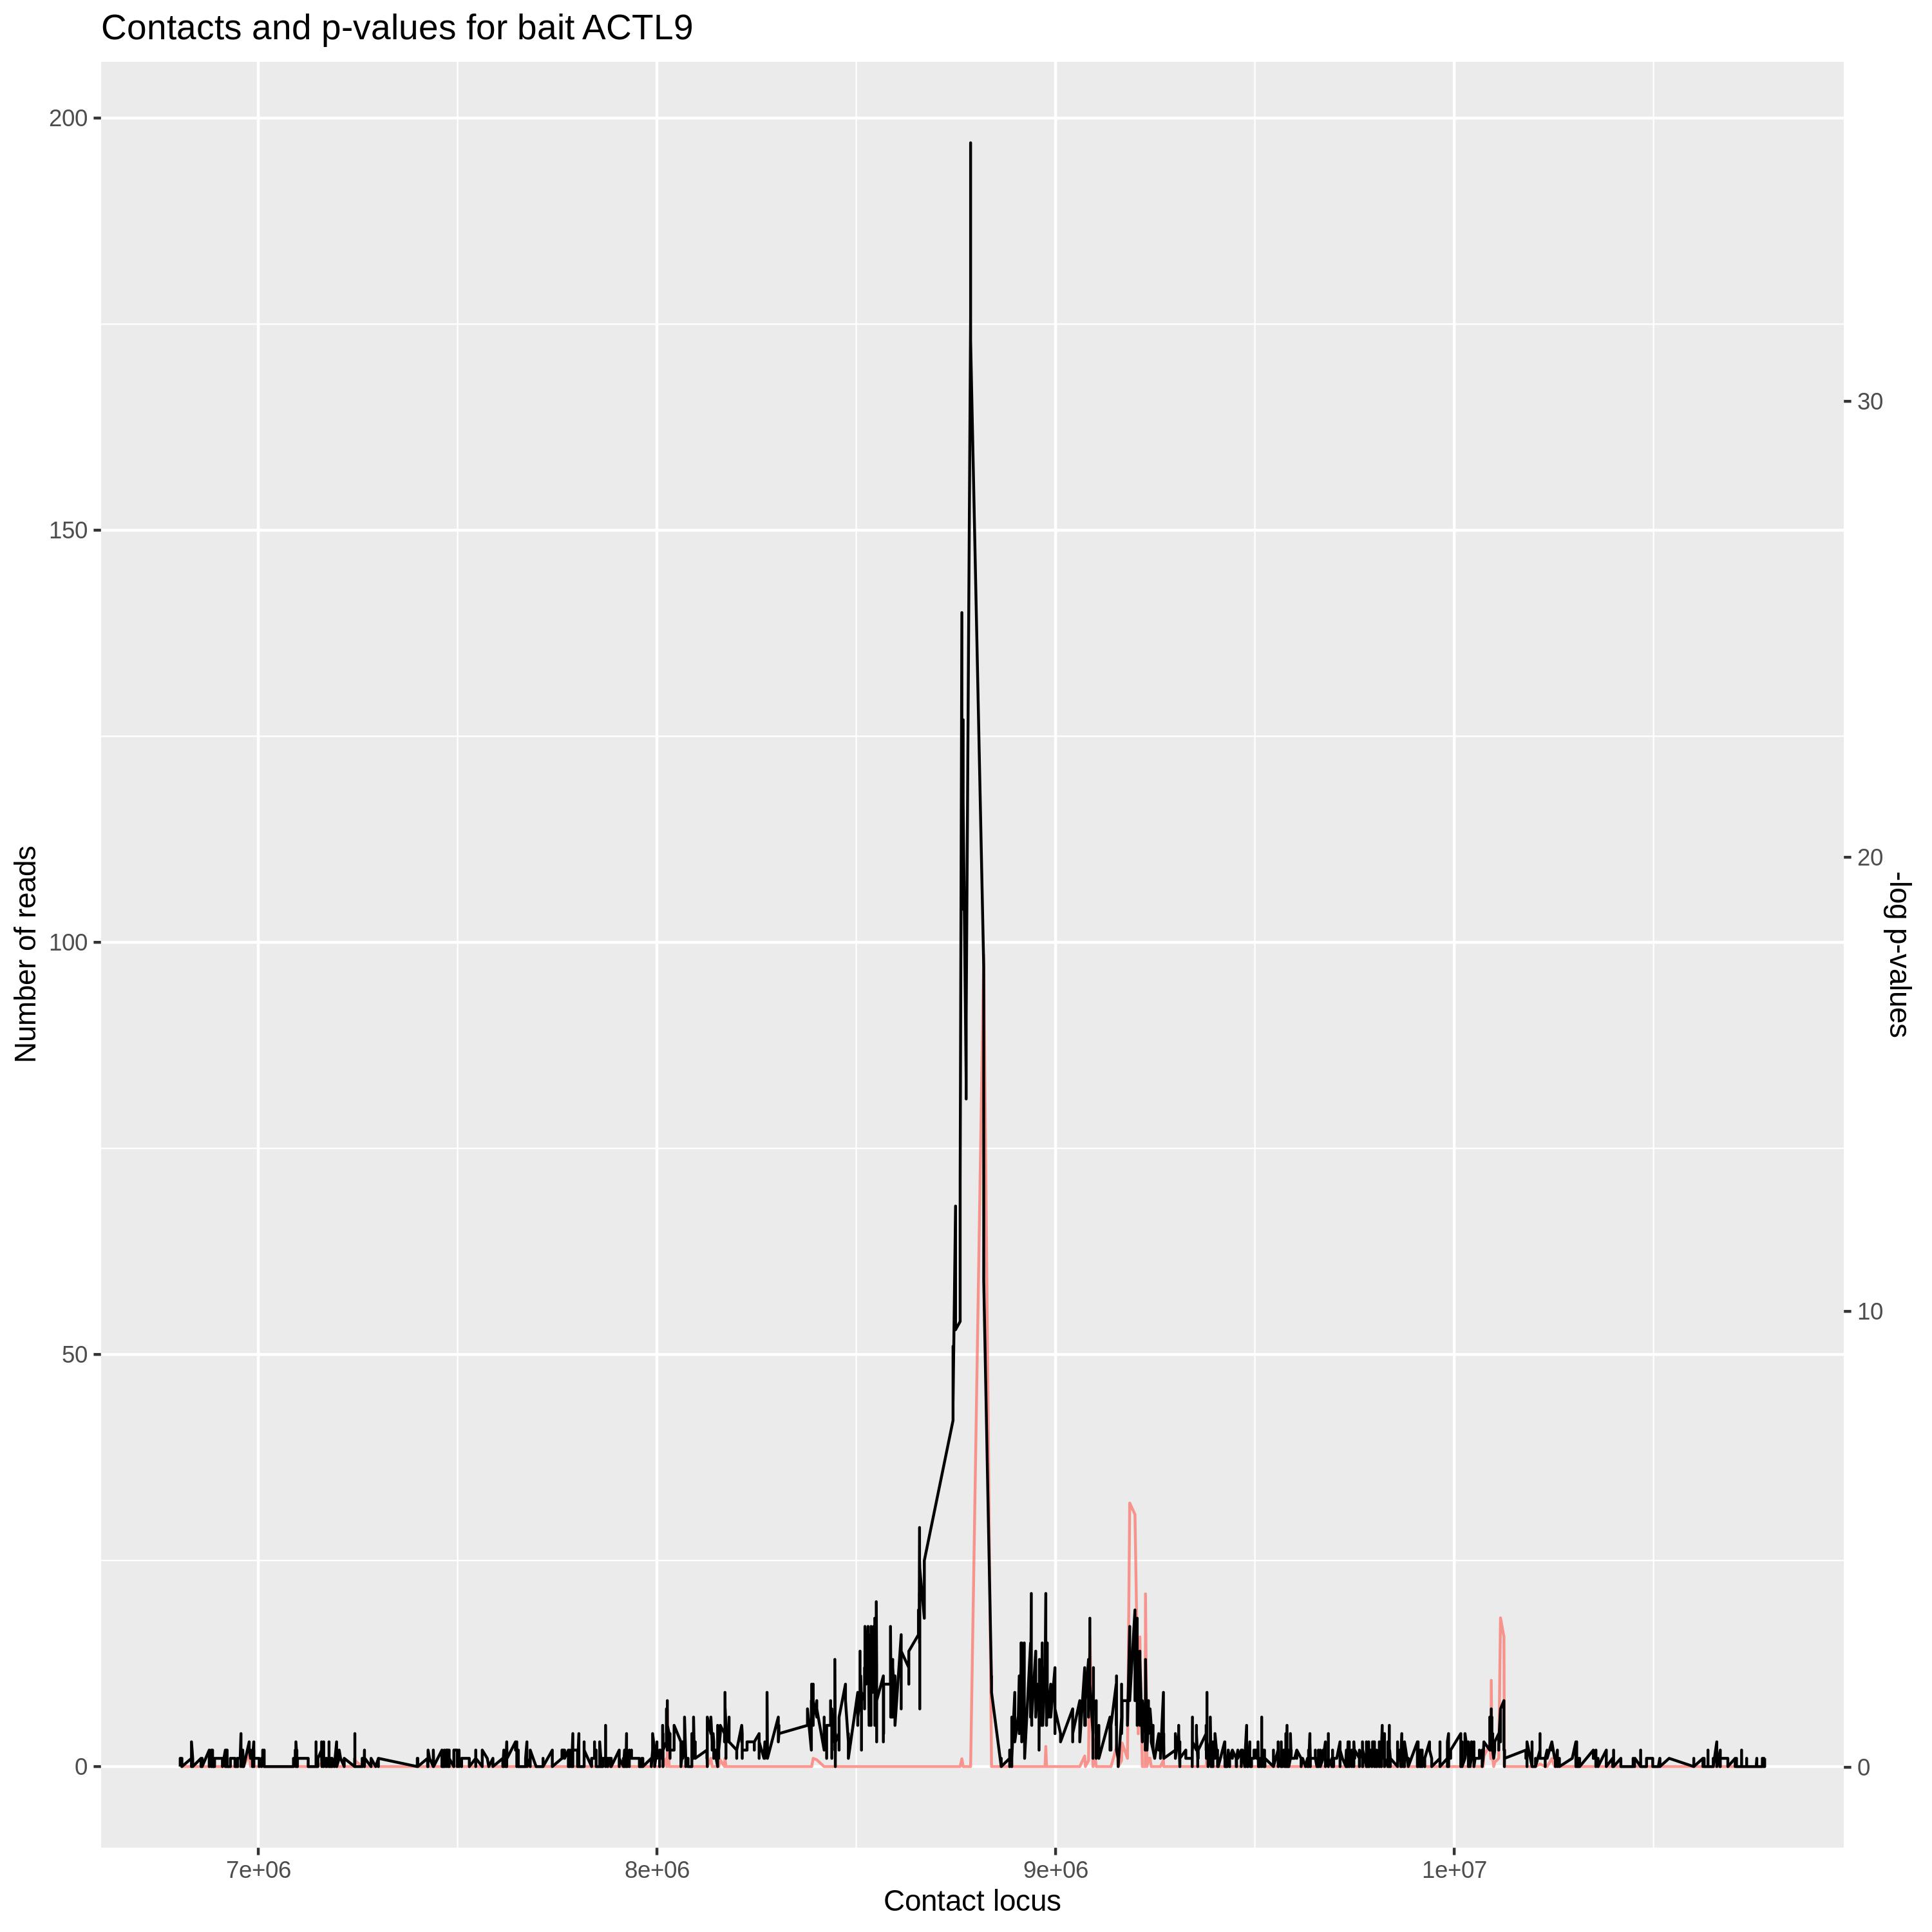 Contacts and p-values for bait ACTL9
200
150
100
50
0
Number of reads
30
20
10
0
-log p-values
7e+06
8e+06
9e+06
1e+07
Contact locus